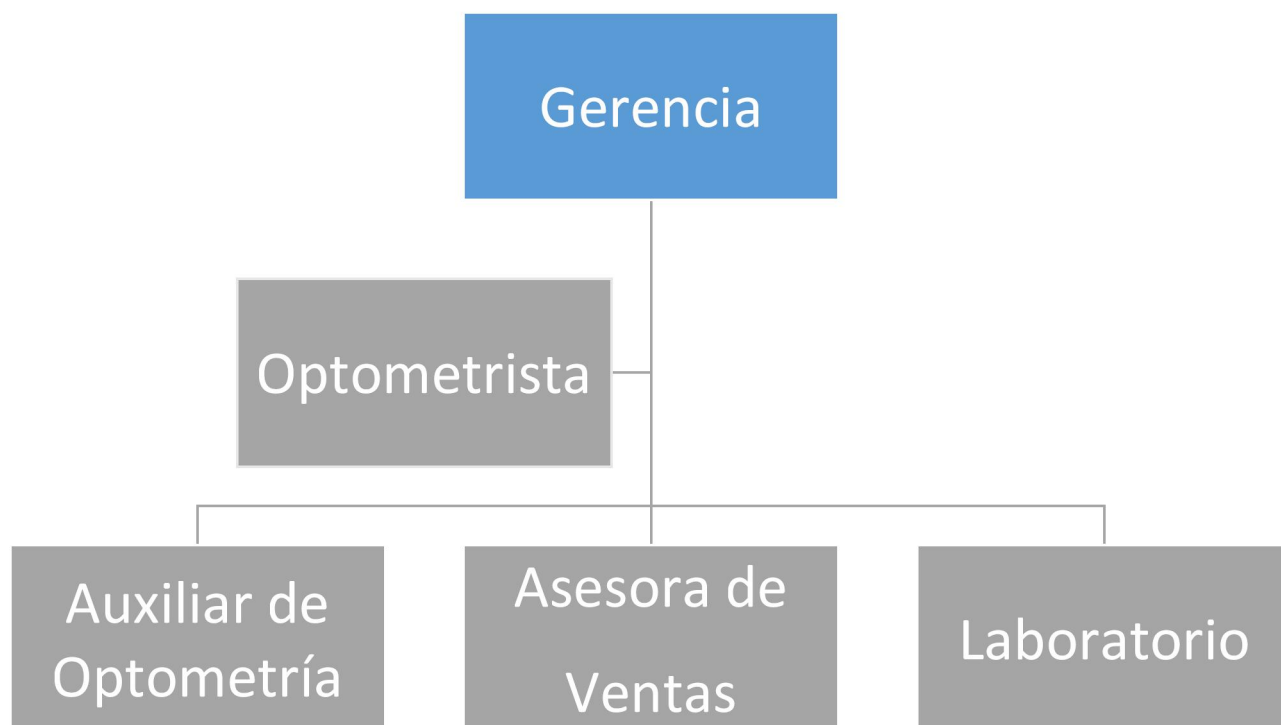 Gerencia
Optometrista
Auxiliar de
Optometría
Asesora de
Ventas
Laboratorio